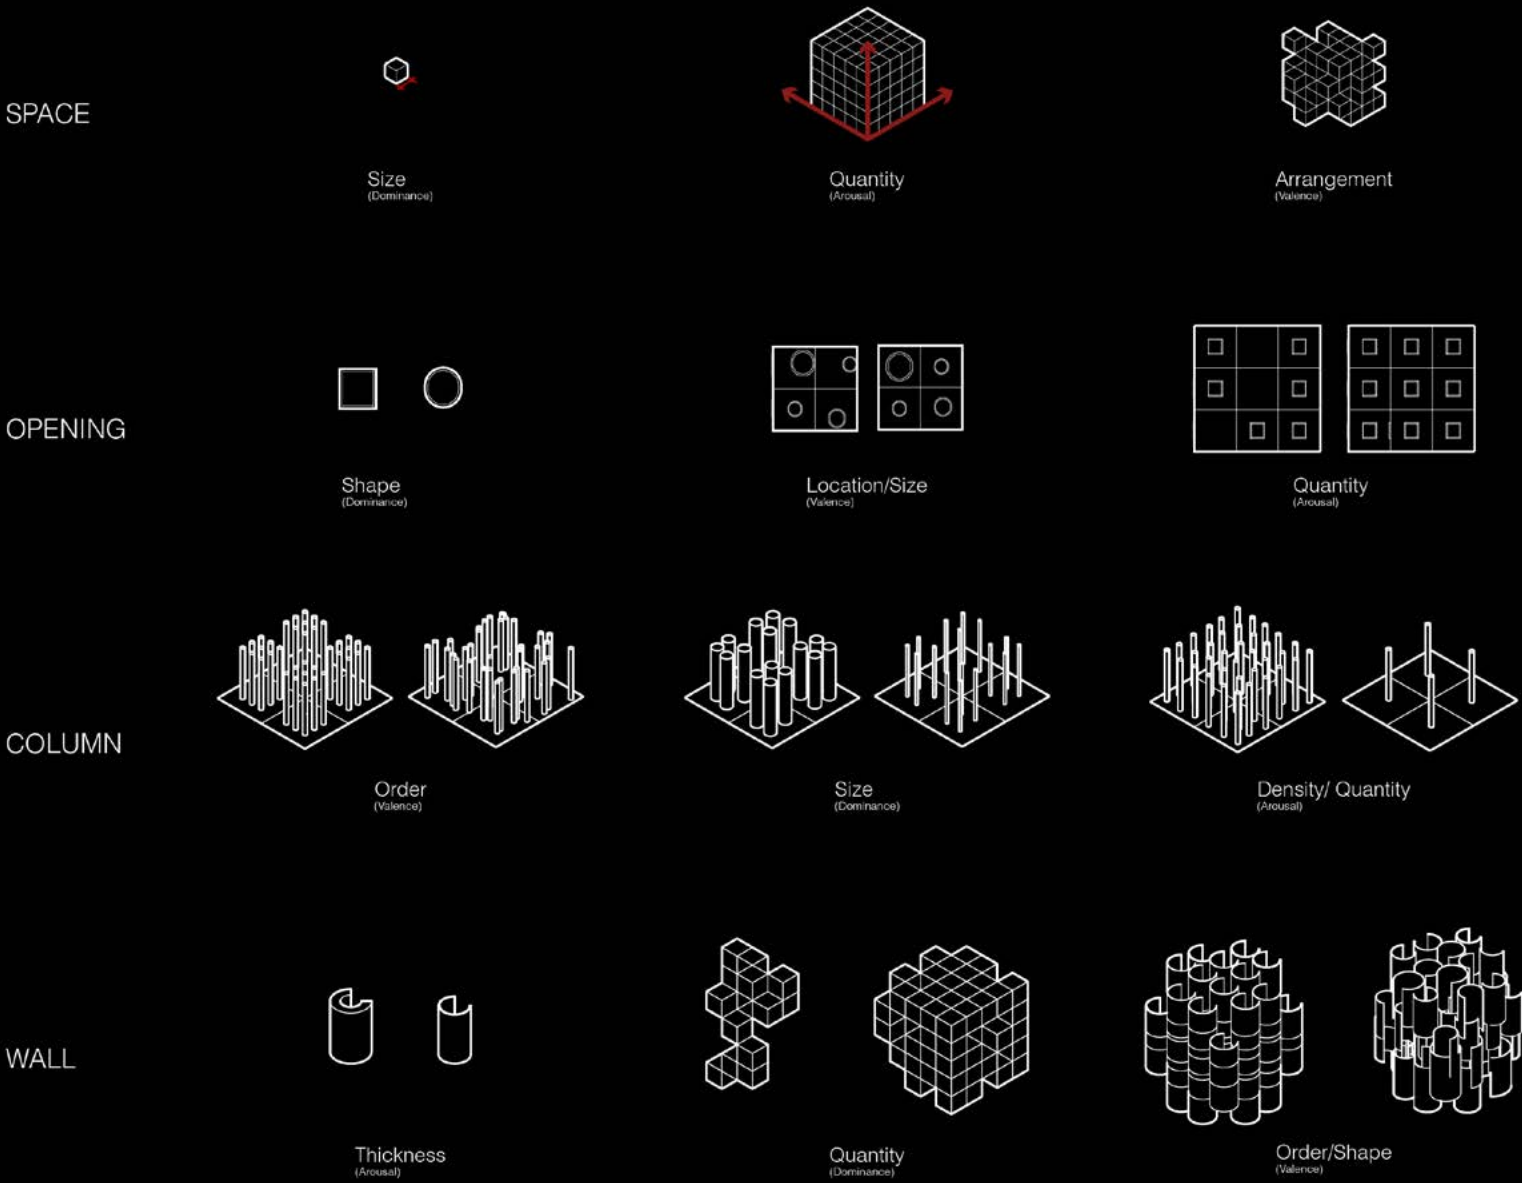 SPACE
Size
(Dominance)
Quantity
(Arousal)
Arrangement
(Valence)
OPENING
Shape
(Dominance)
Location/Size
(Valence)
Quantity
(Arousal)
COLUMN
Order
(Valence)
Size
(Dominance)
Density/ Quantity
(Arousal)
WALL
Thickness
(Arousal)
Quantity
(Dominance)
Order/Shape
(Valence)